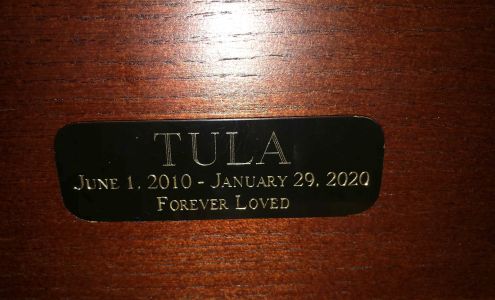 TULA
JUNE 1, 2010 - JANUARY 29, 2020
FOREVER LOVED